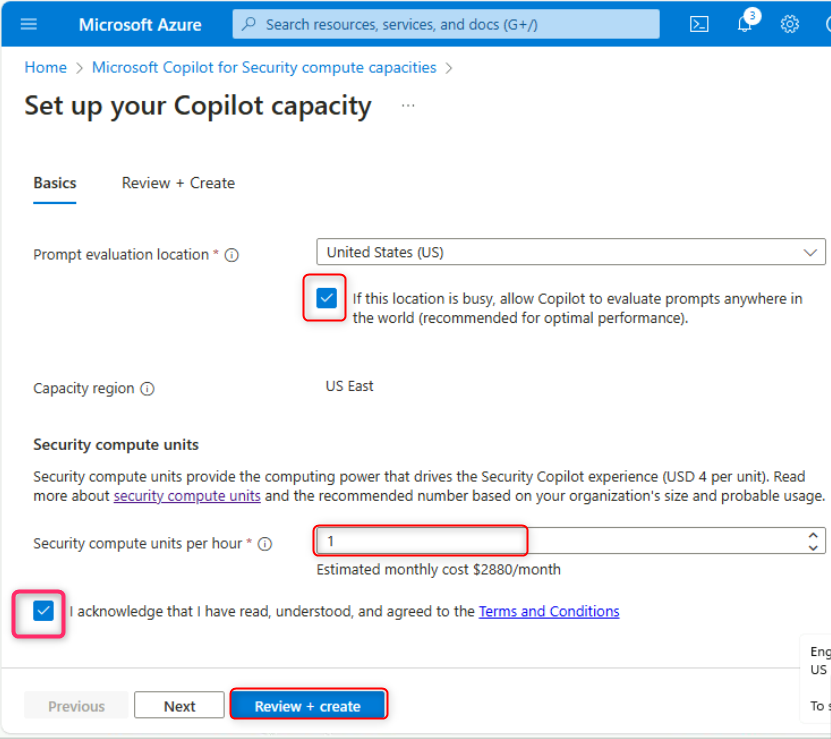 Microsoft Azure
Search resources, services, and docs (G+/)
3
Home > Microsoft Copilot for Security compute capacities >
Set up your Copilot capacity ...
Basics
Review + Create
Prompt evaluation location *
United States (US)
If this location is busy, allow Copilot to evaluate prompts anywhere in
the world (recommended for optimal performance).
Capacity region
US East
Security compute units
Security compute units provide the computing power that drives the Security Copilot experience (USD 4 per unit). Read
more about security compute units and the recommended number based on your organization's size and probable usage.
Security compute units per hour *
1
Estimated monthly cost $2880/month
I acknowledge that I have read, understood, and agreed to the Terms and Conditions
Eng
US
To s
Previous
Next
Review + create